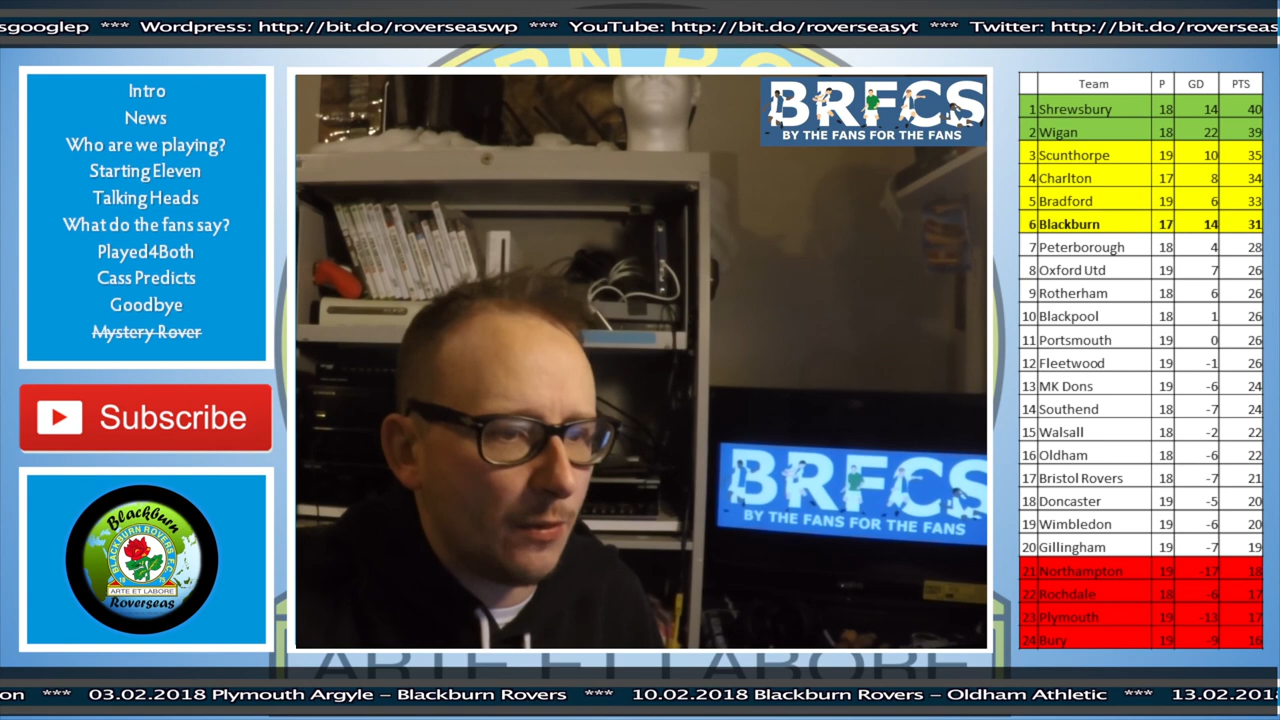 sgooglep *** Wordpress: http://bit.do/roverseaswp *** YouTube: http://bit.do/roverseasyt *** Twitter: http://bit.do/roverseas
Intro
News
Who are we playing?
Starting Eleven
Talking Heads
What do the fans say?
Played4Both
Cass Predicts
Goodbye
Mystery Rover
Subscribe
Blackburn
BLACKBURN ROVERS F.C.
18 75
ARTE ET LABORE
Roverseas
BRFCS
BY THE FANS FOR THE FANS
BRFCS
BY THE FANS FOR THE FANS
ARTE ET LABORE
Team P GD PTS
1 Shrewsbury 18 14 40
2 Wigan 18 22 39
3 Scunthorpe 19 10 35
4 Charlton 17 8 34
5 Bradford 19 6 33
6 Blackburn 17 14 31
7 Peterborough 18 4 28
8 Oxford Utd 19 7 26
9 Rotherham 18 6 26
10 Blackpool 18 1 26
11 Portsmouth 19 0 26
12 Fleetwood 19 -1 26
13 MK Dons 19 -6 24
14 Southend 18 -7 24
15 Walsall 18 -2 22
16 Oldham 18 -6 22
17 Bristol Rovers 18 -7 21
18 Doncaster 19 -5 20
19 Wimbledon 19 -6 20
20 Gillingham 19 -7 19
21 Northampton 19 -17 18
22 Rochdale 18 -6 17
23 Plymouth 19 -13 17
24 Bury 19 -9 16
on *** 03.02.2018 Plymouth Argyle – Blackburn Rovers *** 10.02.2018 Blackburn Rovers – Oldham Athletic *** 13.02.201